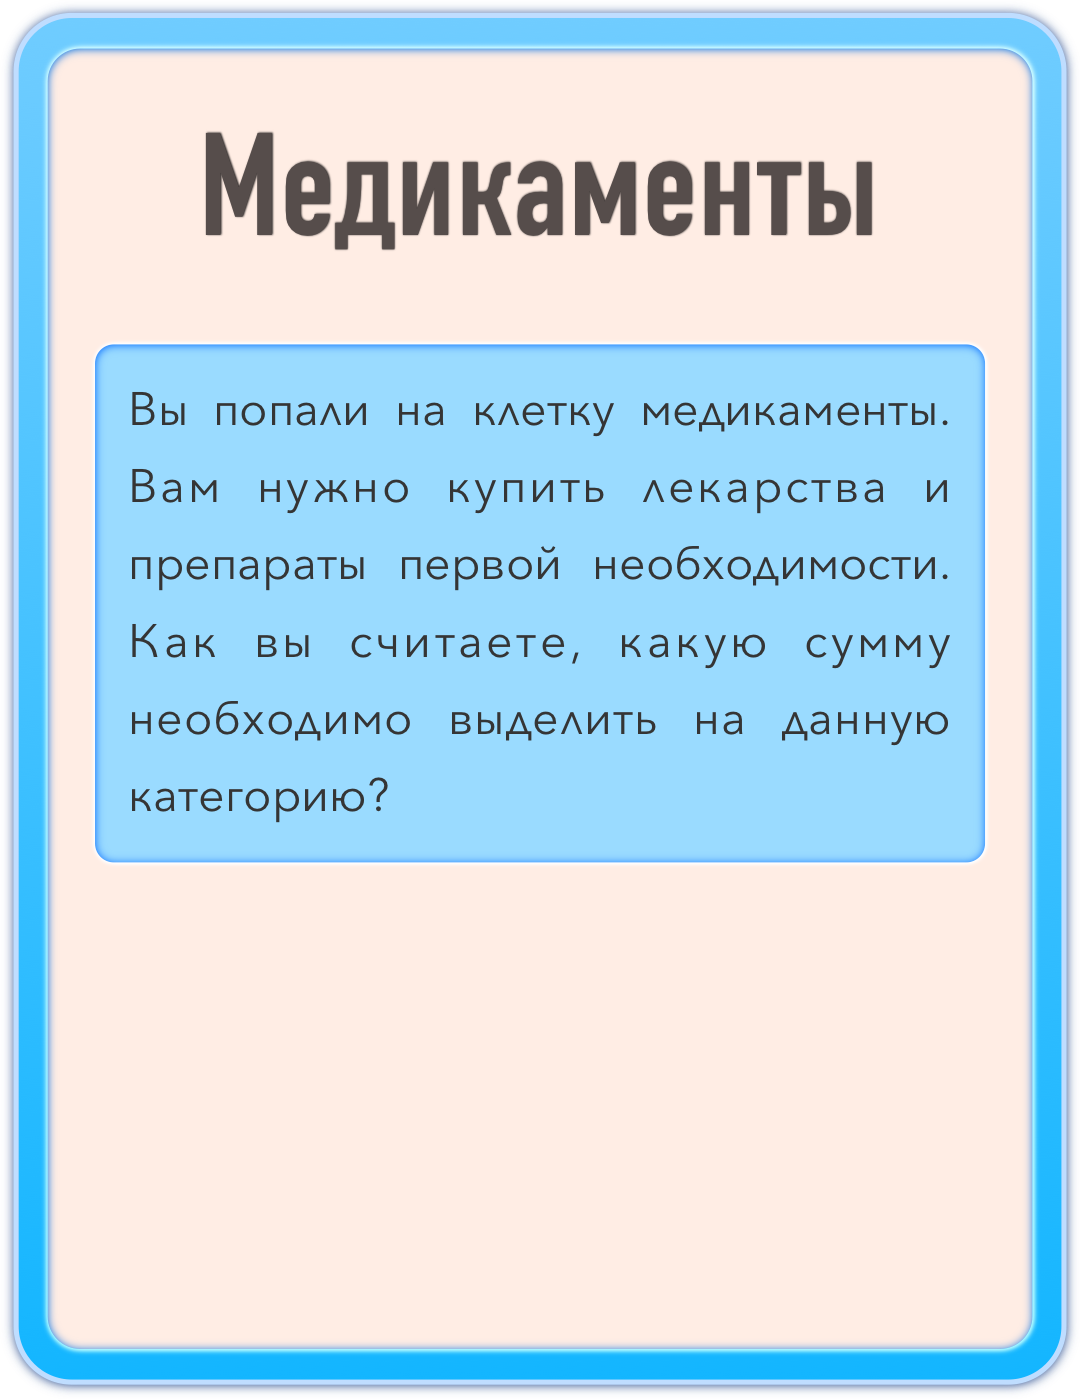 Медикаменты
Вы попали на клетку медикаменты.
Вам нужно купить лекарства и
препараты первой необходимости.
Как вы считаете, какую сумму
необходимо выделить на данную
категорию?